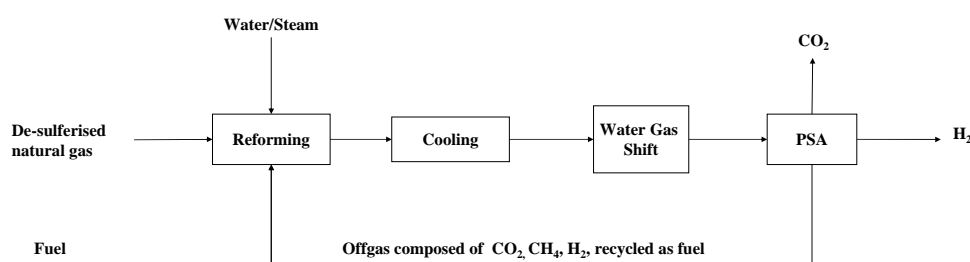 Water/Steam
CO₂
De-sulferised
natural gas
Reforming
Cooling
Water Gas
Shift
PSA
H₂
Fuel
Offgas composed of CO₂, CH₄, H₂, recycled as fuel